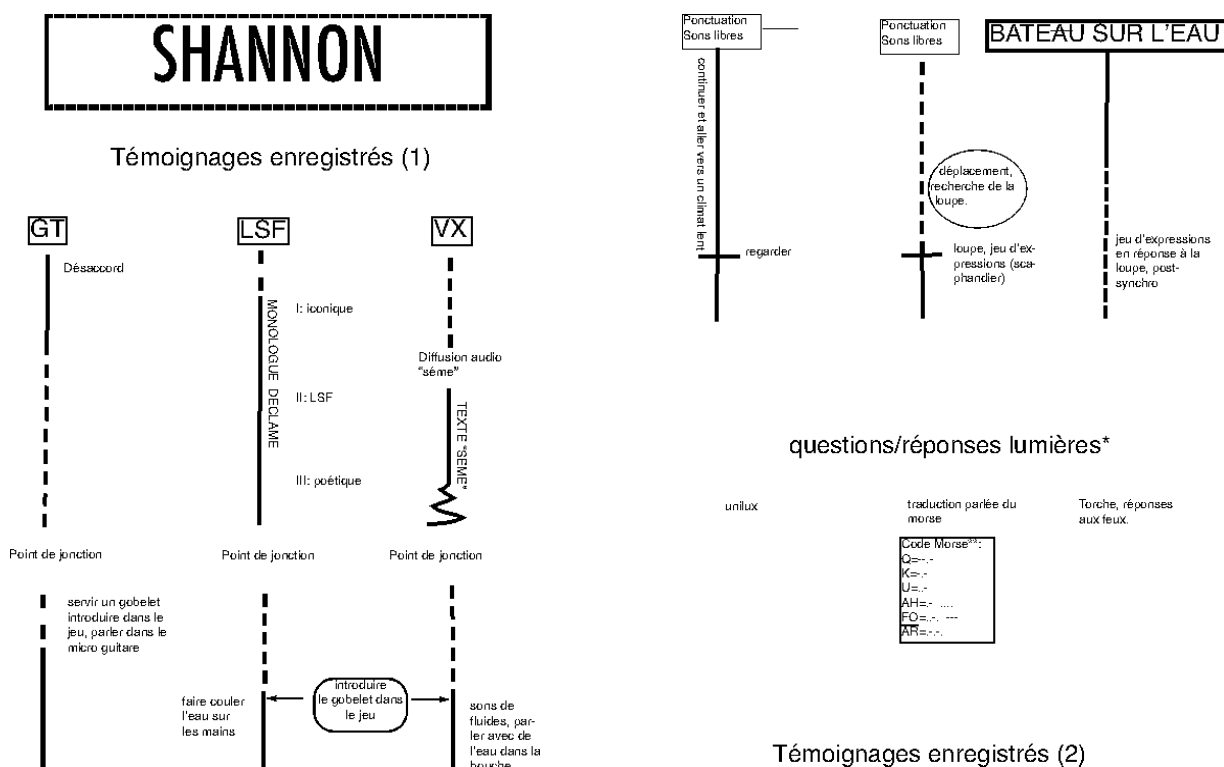 SHANNON
Témoignages enregistrés (1)
GT
LSF
VX
Désaccord
MONOLOGUE DECLAME
I: iconique
II: LSF
III: poétique
Diffusion audio
"séme"
TEXTE "SEME"
Point de jonction
Point de jonction
Point de jonction
servir un gobelet
introduire dans le
jeu, parler dans le
micro guitare
faire couler
l'eau sur
les mains
introduire
le gobelet dans
le jeu
sons de
fluides, par-
ler avec de
l'eau dans la
bouche
Ponctuation
Sons libres
continuer et aller vers un climat lent
regarder
Ponctuation
Sons libres
déplacement,
recherche de la
loupe.
loupe, jeu d'ex-
pressions (sca-
phandier)
BATEAU SUR L'EAU
jeu d'expressions
en réponse à la
loupe, post-
synchro
questions/réponses lumières*
unilux
traduction parlée du
morse
Torche, réponses
aux feux.
Code Morse**:
Q=--.-
K=-.-
U=..-
AH=.- ....
FO=..-. ---
AR=.-.-.
Témoignages enregistrés (2)